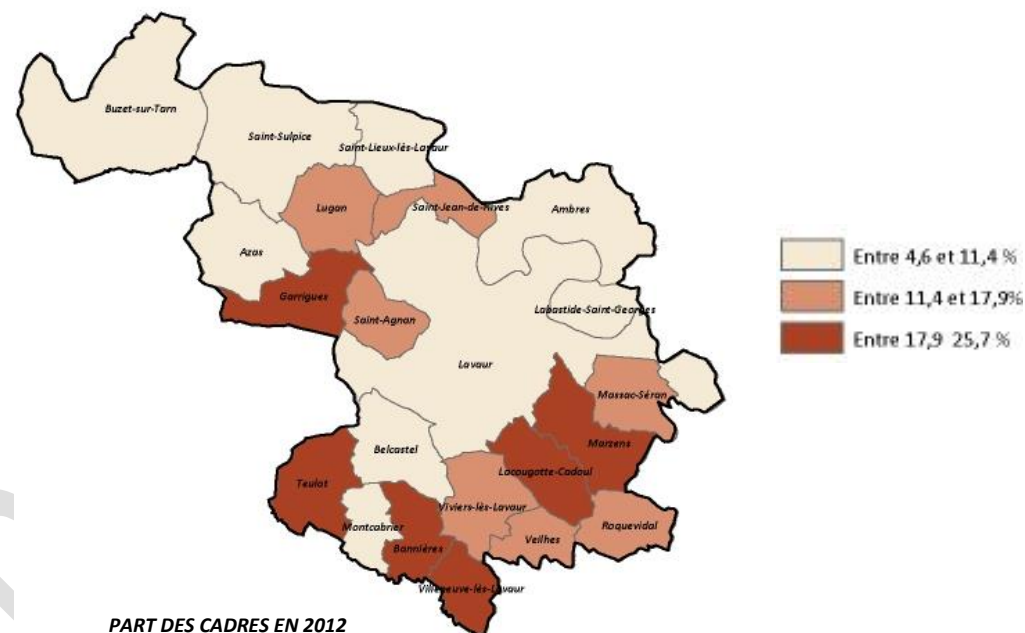 Buzet-sur-Tarn
Saint-Sulpice
Saint-Lieux-lès-Lavaur
Lugan
Saint-Jean-de-Rives
Ambres
Azas
Garrigues
Saint-Agnan
Labastide-Saint-Georges
Lavaur
Massac-Séran
Belcastel
Marzens
Lacougotte-Cadoul
Teulat
Viviers-lès-Lavaur
Montcabrier
Roquevidal
Veilhes
Bannières
Villeneuve-lès-Lavaur
Entre 4,6 et 11,4 %
Entre 11,4 et 17,9%
Entre 17,9 25,7 %
PART DES CADRES EN 2012